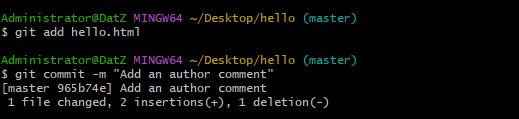 Administrator@DatZ MINGW64 ~/Desktop/hello (master)
$ git add hello.html
Administrator@DatZ MINGW64 ~/Desktop/hello (master)
$ git commit -m "Add an author comment"
[master 965b74e] Add an author comment
 1 file changed, 2 insertions(+), 1 deletion(-)